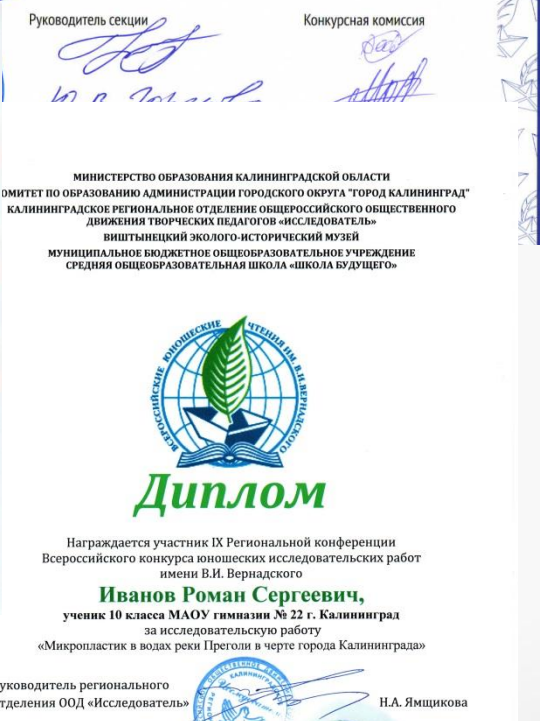 Руководитель секции
Конкурсная комиссия
МИНИСТЕРСТВО ОБРАЗОВАНИЯ КАЛИНИНГРАДСКОЙ ОБЛАСТИ
ОМИТЕТ ПО ОБРАЗОВАНИЮ АДМИНИСТРАЦИИ ГОРОДСКОГО ОКРУГА "ГОРОД КАЛИНИНГРАД"
КАЛИНИНГРАДСКОЕ РЕГИОНАЛЬНОЕ ОТДЕЛЕНИЕ ОБЩЕРОССИЙСКОГО ОБЩЕСТВЕННОГО
ДВИЖЕНИЯ ТВОРЧЕСКИХ ПЕДАГОГОВ «ИССЛЕДОВАТЕЛЬ»
ВИШТЫНЕЦКИЙ ЭКОЛОГО-ИСТОРИЧЕСКИЙ МУЗЕЙ
МУНИЦИПАЛЬНОЕ БЮДЖЕТНОЕ ОБЩЕОБРАЗОВАТЕЛЬНОЕ УЧРЕЖДЕНИЕ
СРЕДНЯЯ ОБЩЕОБРАЗОВАТЕЛЬНАЯ ШКОЛА «ШКОЛА БУДУЩЕГО»
ВСЕРОССИЙСКИЕ ЮНОШЕСКИЕ ЧТЕНИЯ ИМ. В.И.ВЕРНАДСКОГО
Диплом
Награждается участник IX Региональной конференции
Всероссийского конкурса юношеских исследовательских работ
имени В.И. Вернадского
Иванов Роман Сергеевич,
ученик 10 класса МАОУ гимназии № 22 г. Калининград
за исследовательскую работу
«Микропластик в водах реки Преголи в черте города Калининграда»
уководитель регионального
тделения ООД «Исследователь»
Н.А. Ямщикова